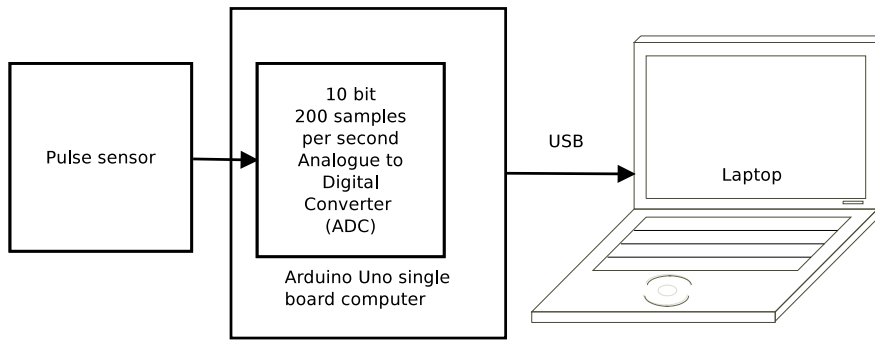 Pulse sensor
10 bit
200 samples
per second
Analogue to
Digital
Converter
(ADC)
Arduino Uno single
board computer
USB
Laptop